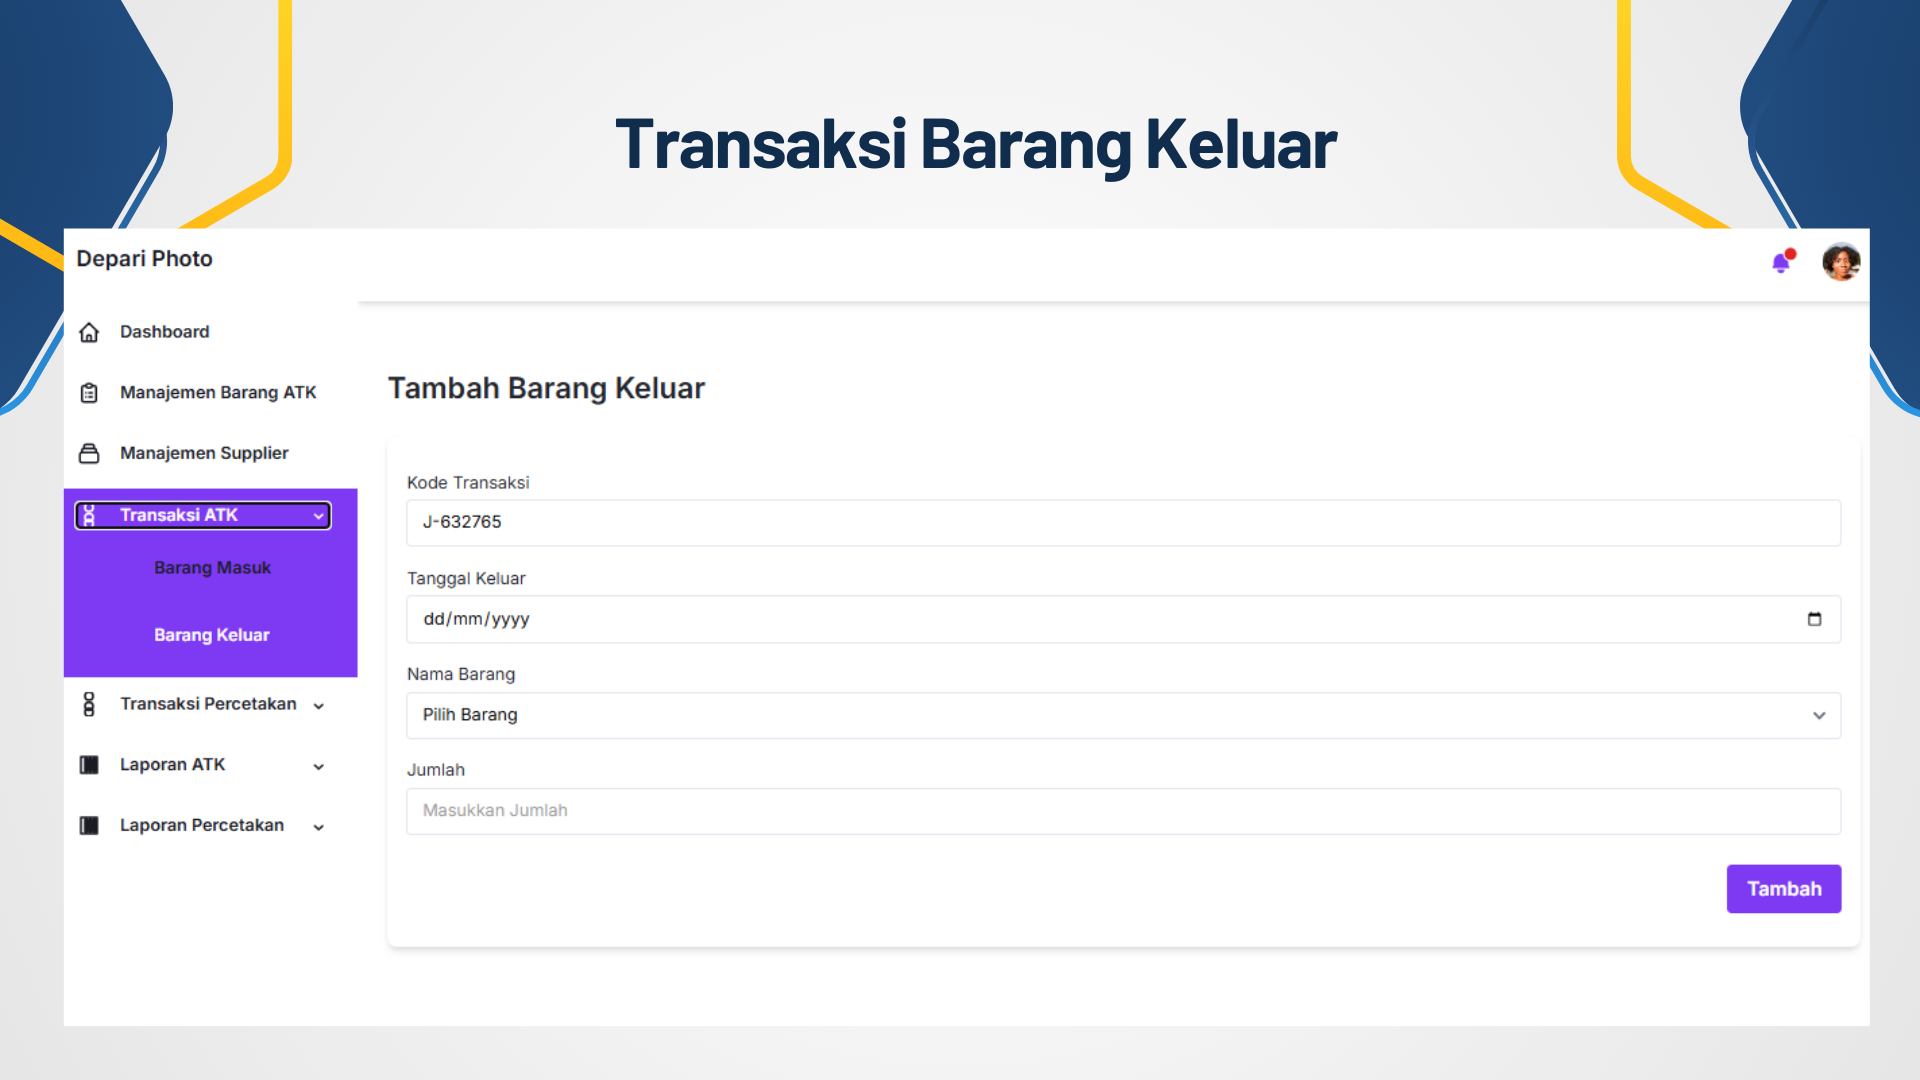 Transaksi Barang Keluar
Depari Photo
Dashboard
Manajemen Barang ATK
Manajemen Supplier
Transaksi ATK
Barang Masuk
Barang Keluar
Transaksi Percetakan
Laporan ATK
Laporan Percetakan
Tambah Barang Keluar
Kode Transaksi
J-632765
Tanggal Keluar
dd/mm/yyyy
Nama Barang
Pilih Barang
Jumlah
Masukkan Jumlah
Tambah